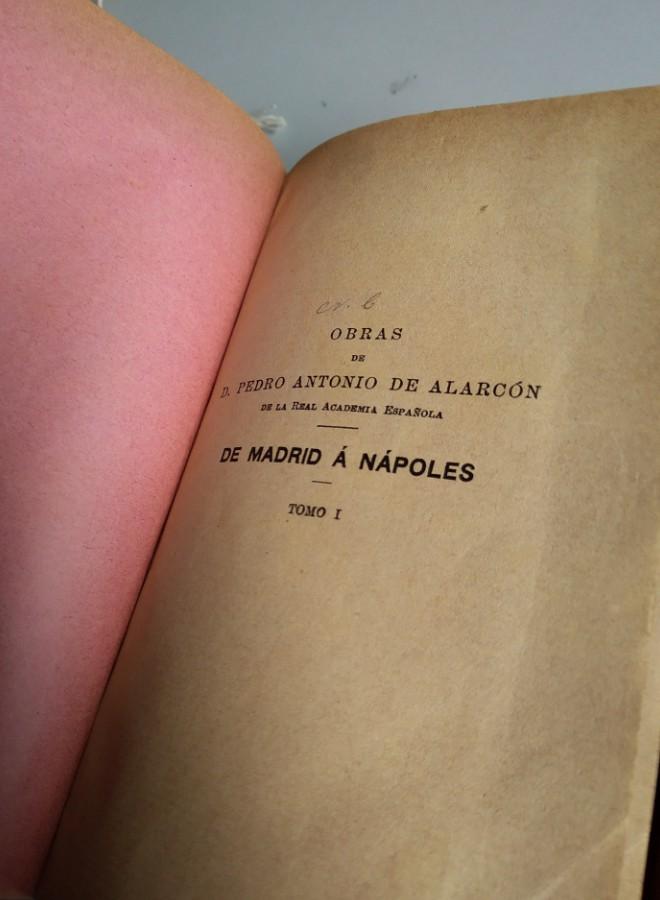 OBRAS
DE
D. PEDRO ANTONIO DE ALARCÓN
DE LA REAL ACADEMIA ESPAÑOLA
DE MADRID Á NÁPOLES
TOMO I